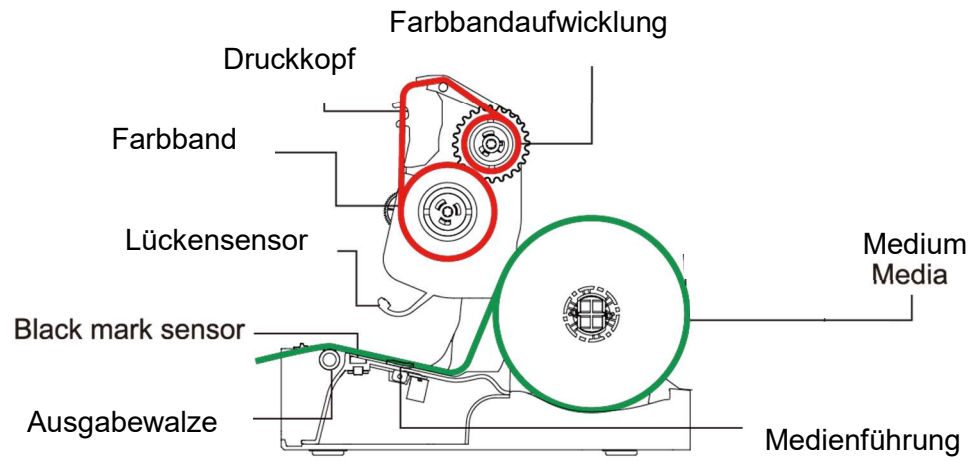 Farbbandaufwicklung
Druckkopf
Farbband
Lückensensor
Medium
Media
Black mark sensor
Ausgabewalze
Medienführung